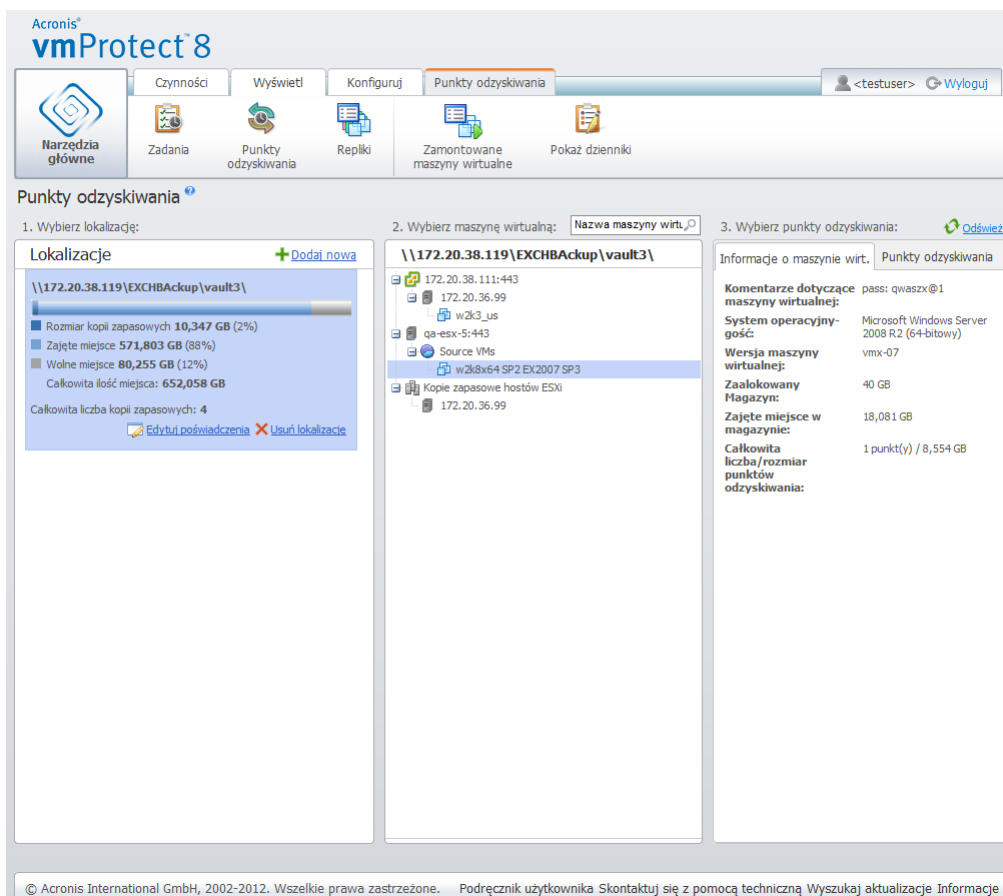 Acronis®
vmProtect™ 8
Czynności
Wyświetl
Konfiguruj
Punkty odzyskiwania
<testuser>
Wyloguj
Narzędzia
główne
Zadania
Punkty
odzyskiwania
Repliki
Zamontowane
maszyny wirtualne
Pokaż dzienniki
Punkty odzyskiwania
1. Wybierz lokalizację:
Lokalizacje
Dodaj nowa
\\172.20.38.119\EXCHBAckup\vault3\
Rozmiar kopii zapasowych 10,347 GB (2%)
Zajęte miejsce 571,803 GB (88%)
Wolne miejsce 80,255 GB (12%)
Całkowita ilość miejsca: 652,058 GB
Całkowita liczba kopii zapasowych: 4
Edytuj poświadczenia
Usuń lokalizację
2. Wybierz maszynę wirtualną:
Nazwa maszyny wirtu
\\172.20.38.119\EXCHBAckup\vault3\
172.20.38.111:443
172.20.36.99
w2k3_us
qa-esx-5:443
Source VMs
w2k8x64 SP2 EX2007 SP3
Kopie zapasowe hostów ESXi
172.20.36.99
3. Wybierz punkty odzyskiwania:
Odśwież
Informacje o maszynie wirt.
Punkty odzyskiwania
Komentarze dotyczące maszyny wirtualnej: pass: qwaszx@1
System operacyjny-gość: Microsoft Windows Server 2008 R2 (64-bitowy)
Wersja maszyny wirtualnej: vmx-07
Zaalokowany Magazyn: 40 GB
Zajęte miejsce w magazynie: 18,081 GB
Całkowita liczba/rozmiar punktów odzyskiwania: 1 punkt(y) / 8,554 GB
© Acronis International GmbH, 2002-2012. Wszelkie prawa zastrzeżone.
Podręcznik użytkownika Skontaktuj się z pomocą techniczną Wyszukaj aktualizacje Informacje